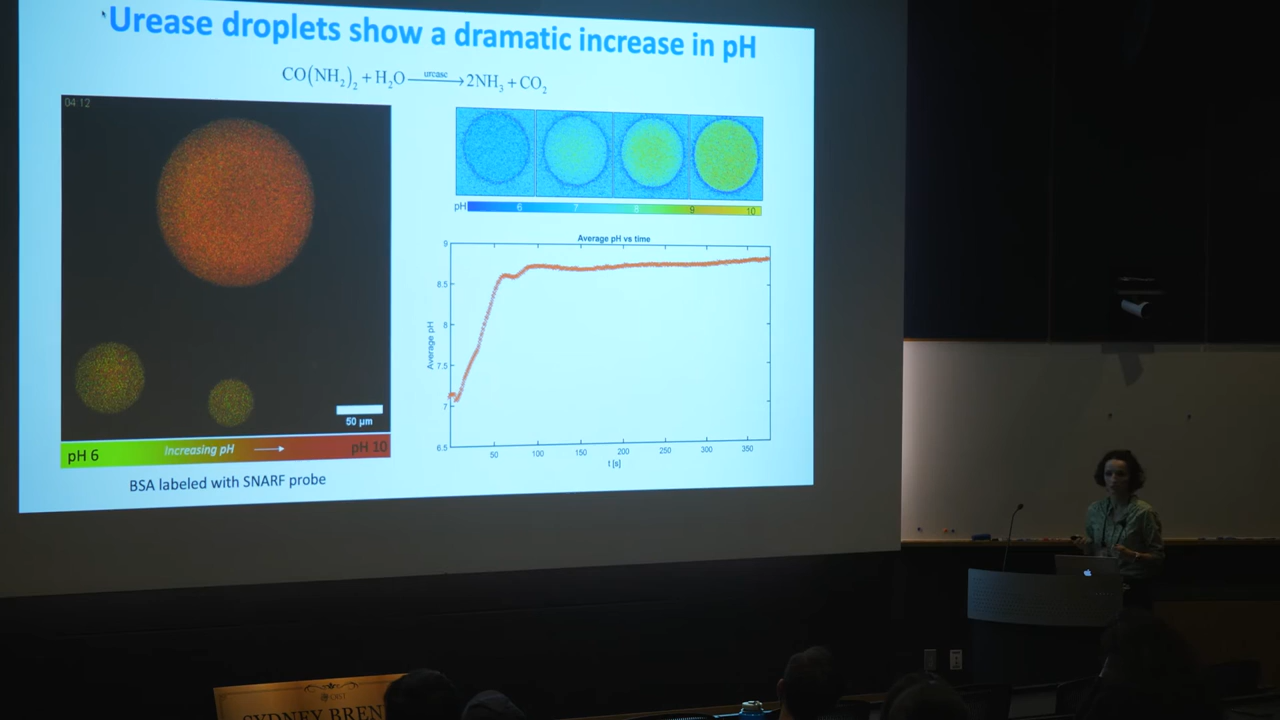 Urease droplets show a dramatic increase in pH
CO(NH₂)₂ + H₂O urease → 2NH₃ + CO₂
04:12
50 µm
pH 6 Increasing pH → pH 10
BSA labeled with SNARF probe
pH 6 7 8 9 10
Average pH vs time
Average pH
9
8.5
8
7.5
7
6.5
50 100 150 200 250 300 350
t [s]
CAST
SYDNEY BREN